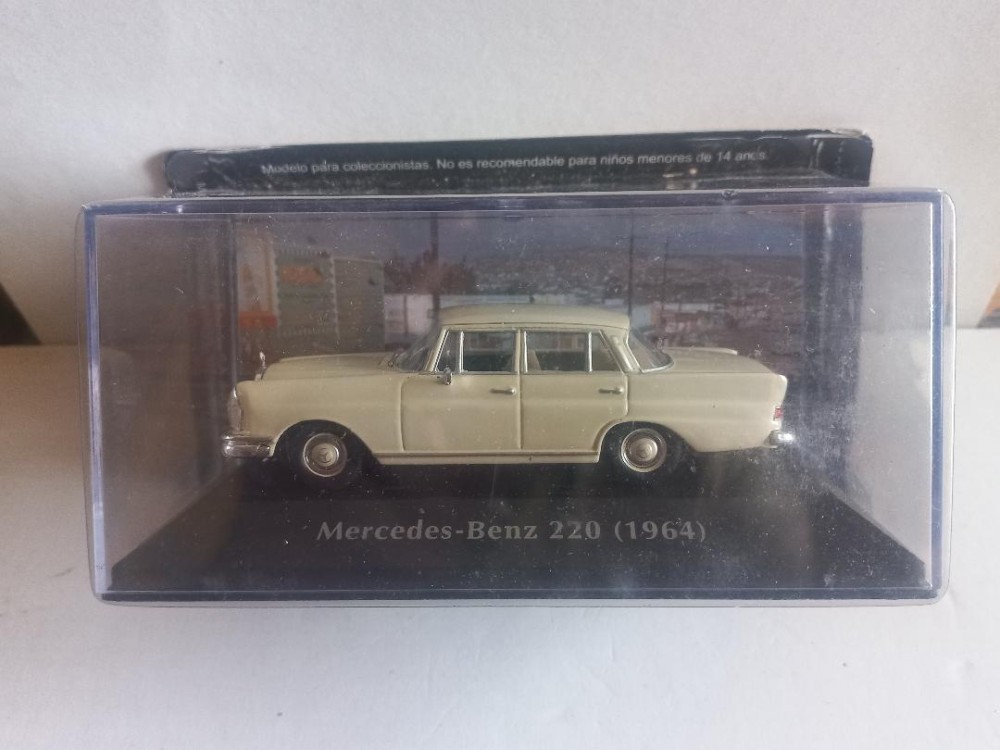 Modelo para coleccionistas. No es recomendable para niños menores de 14 años.
Mercedes-Benz 220 (1964)